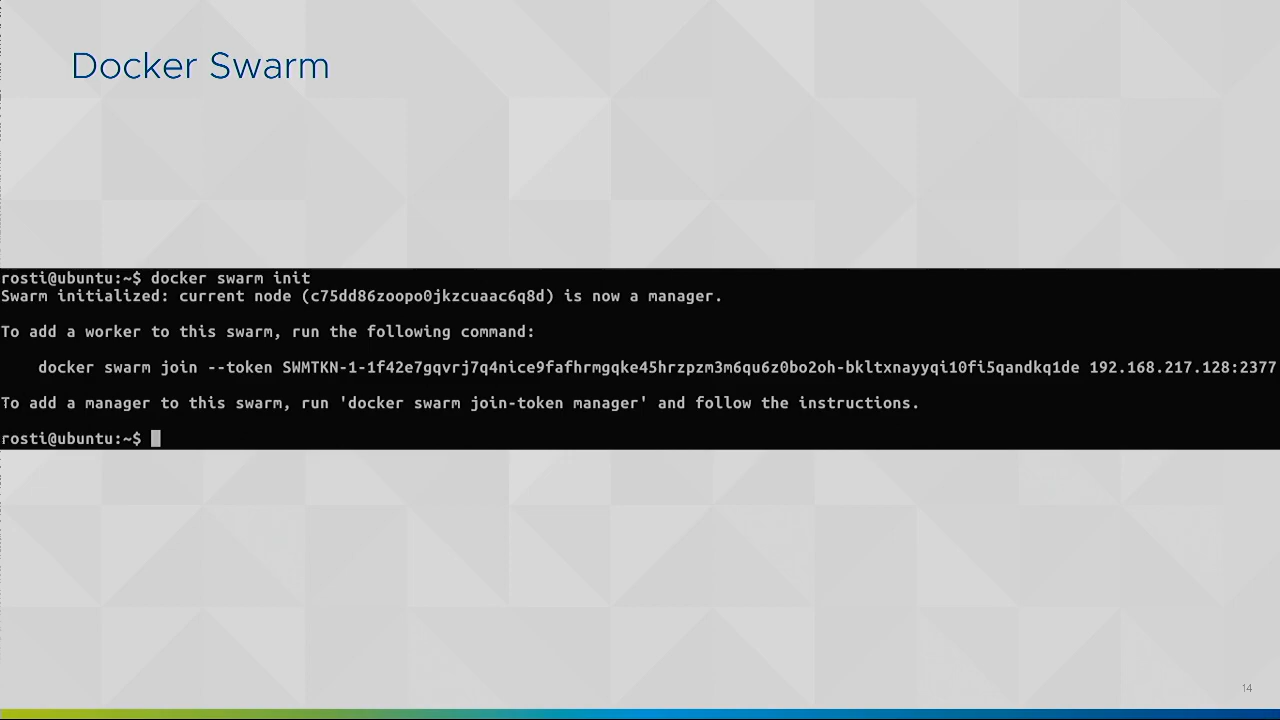 Docker Swarm
rosti@ubuntu:~$ docker swarm init
Swarm initialized: current node (c75dd86zoopo0jkzcuaac6q8d) is now a manager.
To add a worker to this swarm, run the following command:
docker swarm join --token SWMTKN-1-1f42e7gqvrj7q4nice9fafhrmgqke45hrzpzm3m6qu6z0bo2oh-bkltxnayyqi10fi5qandkq1de 192.168.217.128:2377
To add a manager to this swarm, run 'docker swarm join-token manager' and follow the instructions.
rosti@ubuntu:~$
14